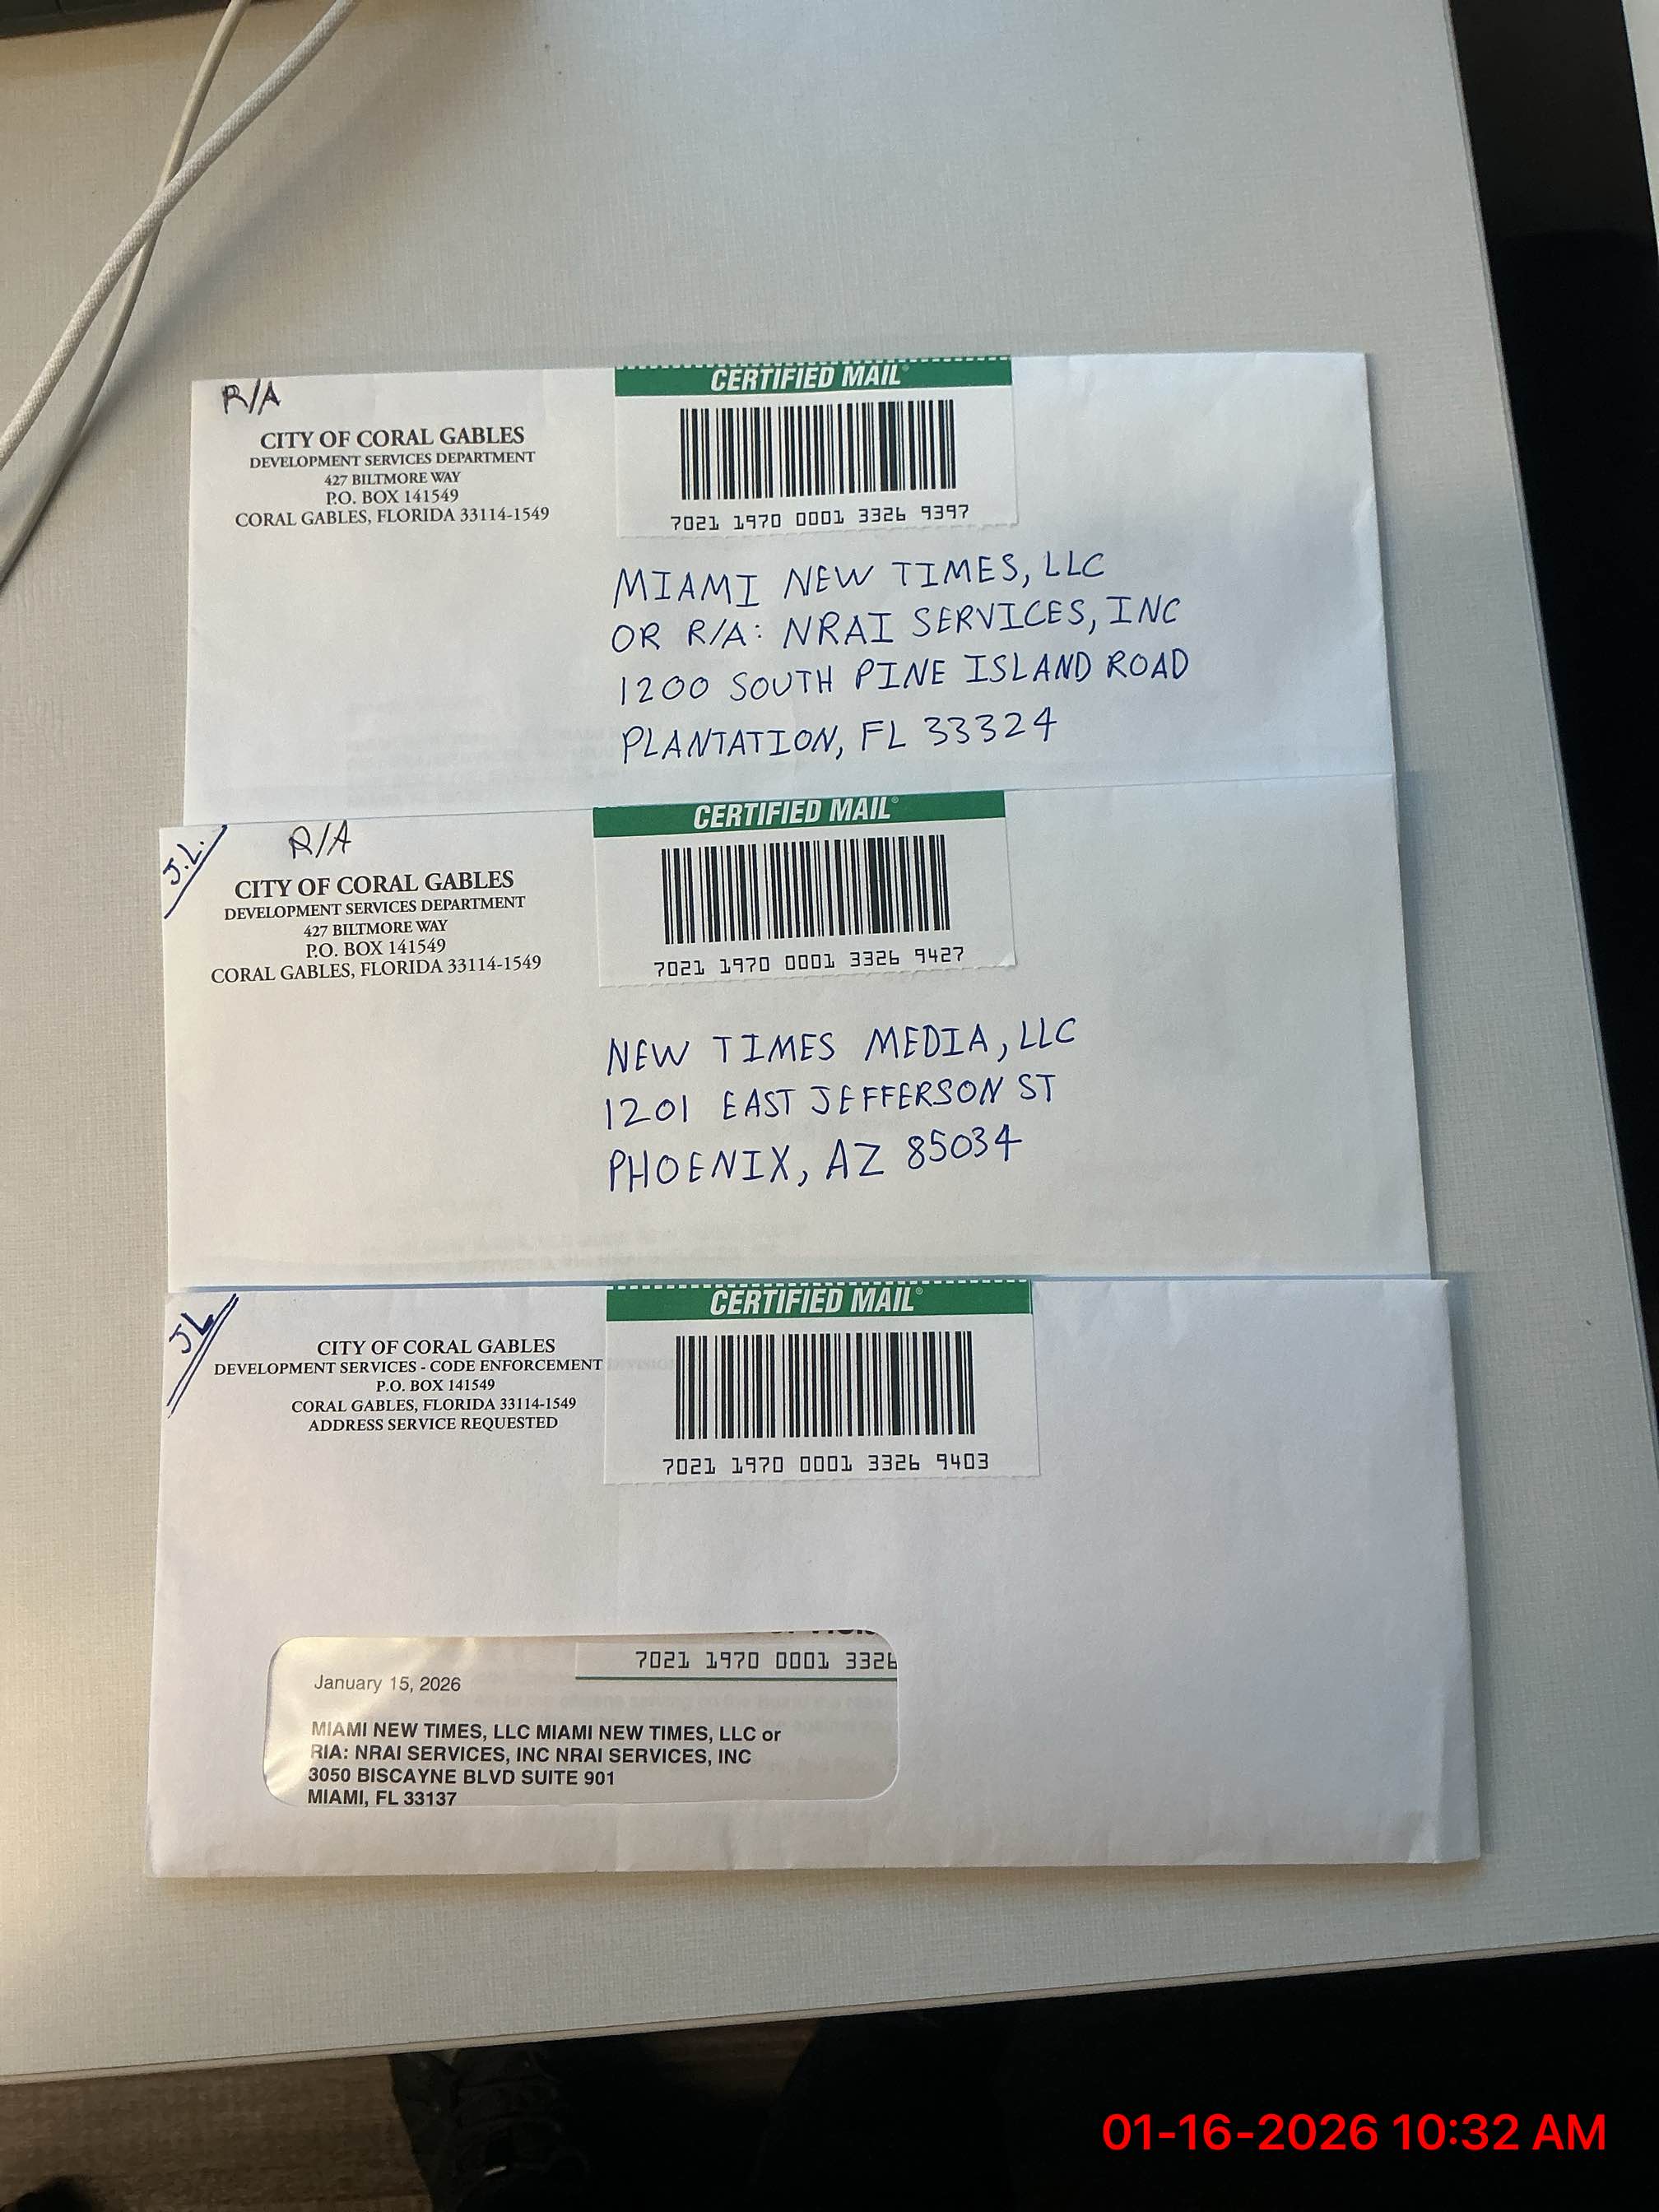 R/A
CERTIFIED MAIL®
CITY OF CORAL GABLES
DEVELOPMENT SERVICES DEPARTMENT
427 BILTMORE WAY
P.O. BOX 141549
CORAL GABLES, FLORIDA 33114-1549
7021 1970 0001 3326 9397
MIAMI NEW TIMES, LLC
OR R/A: NRAI SERVICES, INC
1200 SOUTH PINE ISLAND ROAD
PLANTATION, FL 33324
J.L.
R/A
CERTIFIED MAIL®
CITY OF CORAL GABLES
DEVELOPMENT SERVICES DEPARTMENT
427 BILTMORE WAY
P.O. BOX 141549
CORAL GABLES, FLORIDA 33114-1549
7021 1970 0001 3326 9427
NEW TIMES MEDIA, LLC
1201 EAST JEFFERSON ST
PHOENIX, AZ 85034
JL
CERTIFIED MAIL®
CITY OF CORAL GABLES
DEVELOPMENT SERVICES - CODE ENFORCEMENT DIVISION
P.O. BOX 141549
CORAL GABLES, FLORIDA 33114-1549
ADDRESS SERVICE REQUESTED
7021 1970 0001 3326 9403
7021 1970 0001 3326
January 15, 2026
MIAMI NEW TIMES, LLC MIAMI NEW TIMES, LLC or
RIA: NRAI SERVICES, INC NRAI SERVICES, INC
3050 BISCAYNE BLVD SUITE 901
MIAMI, FL 33137
01-16-2026 10:32 AM